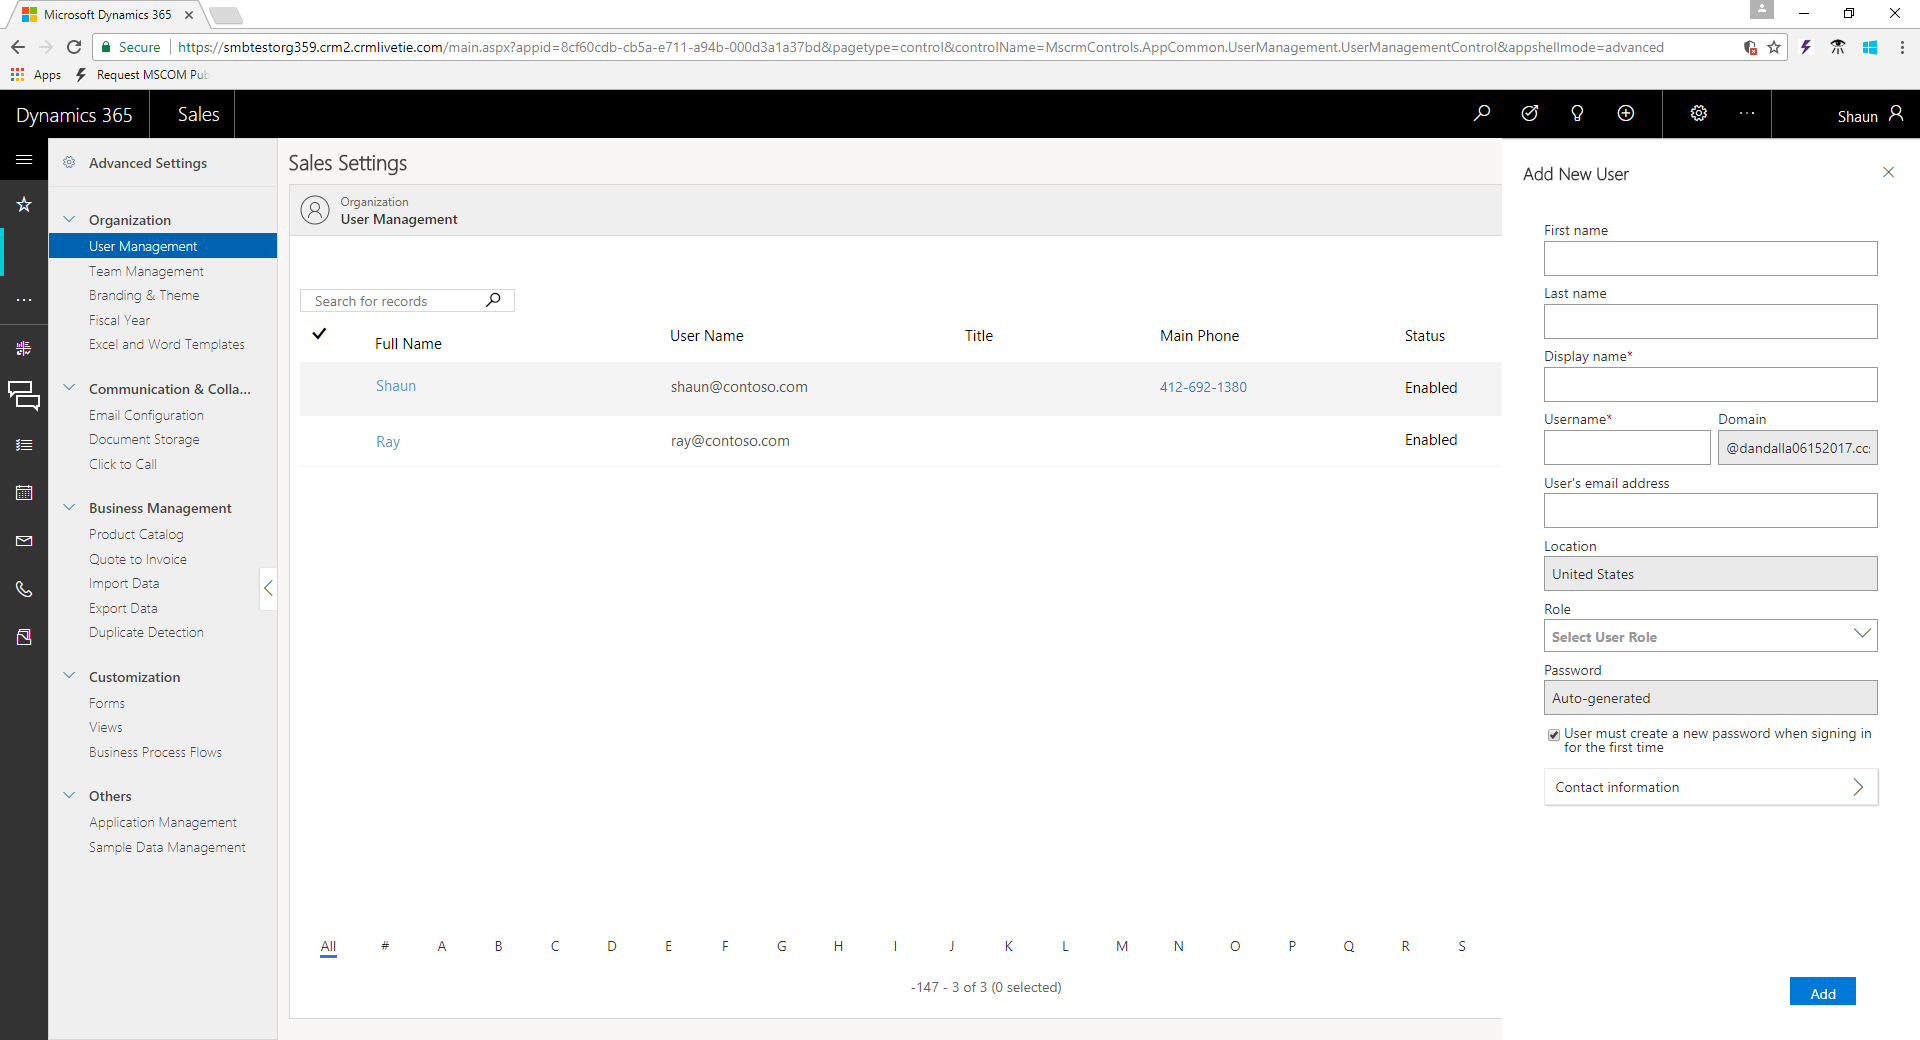 Microsoft Dynamics 365
Secure https://smbtestorg359.crm2.crmlivetie.com/main.aspx?appid=8cf60cdb-cb5a-e711-a94b-000d3a1a37bd&pagetype=control&controlName=MscrmControls.AppCommon.UserManagement.UserManagementControl&appshellmode=advanced
Apps Request MSCOM Pub
Dynamics 365 Sales Shaun
Advanced Settings
Organization
User Management
Team Management
Branding & Theme
Fiscal Year
Excel and Word Templates
Communication & Colla...
Email Configuration
Document Storage
Click to Call
Business Management
Product Catalog
Quote to Invoice
Import Data
Export Data
Duplicate Detection
Customization
Forms
Views
Business Process Flows
Others
Application Management
Sample Data Management
Sales Settings
Organization
User Management
Search for records
Full Name User Name Title Main Phone Status
Shaun shaun@contoso.com 412-692-1380 Enabled
Ray ray@contoso.com Enabled
All # A B C D E F G H I J K L M N O P Q R S
-147 - 3 of 3 (0 selected)
Add New User
First name
Last name
Display name*
Username* Domain
@dandalla06152017.cc
User's email address
Location
United States
Role
Select User Role
Password
Auto-generated
User must create a new password when signing in
for the first time
Contact information
Add